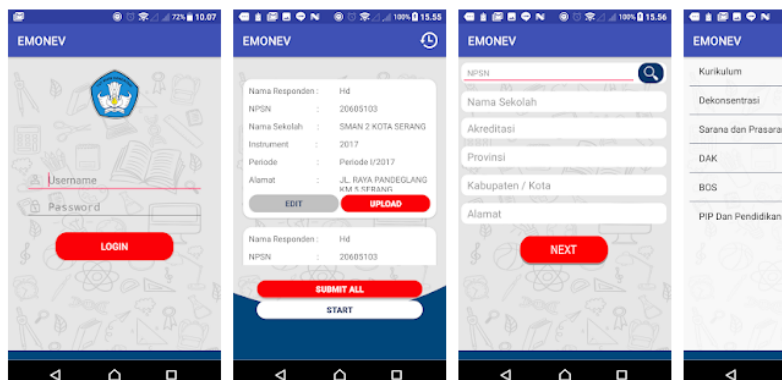 72% 10.07
EMONEV
Username
Password
LOGIN
100% 15.55
EMONEV
Nama Responden : Hd
NPSN : 20605103
Nama Sekolah : SMAN 2 KOTA SERANG
Instrument : 2017
Periode : Periode I/2017
Alamat : JL. RAYA PANDEGLANG
KM 5 SERANG
EDIT UPLOAD
Nama Responden : Hd
NPSN : 20605103
SUBMIT ALL
START
100% 15.56
EMONEV
NPSN
Nama Sekolah
Akreditasi
Provinsi
Kabupaten / Kota
Alamat
NEXT
EMONEV
Kurikulum
Dekonsentrasi
Sarana dan Prasara
DAK
BOS
PIP Dan Pendidikan